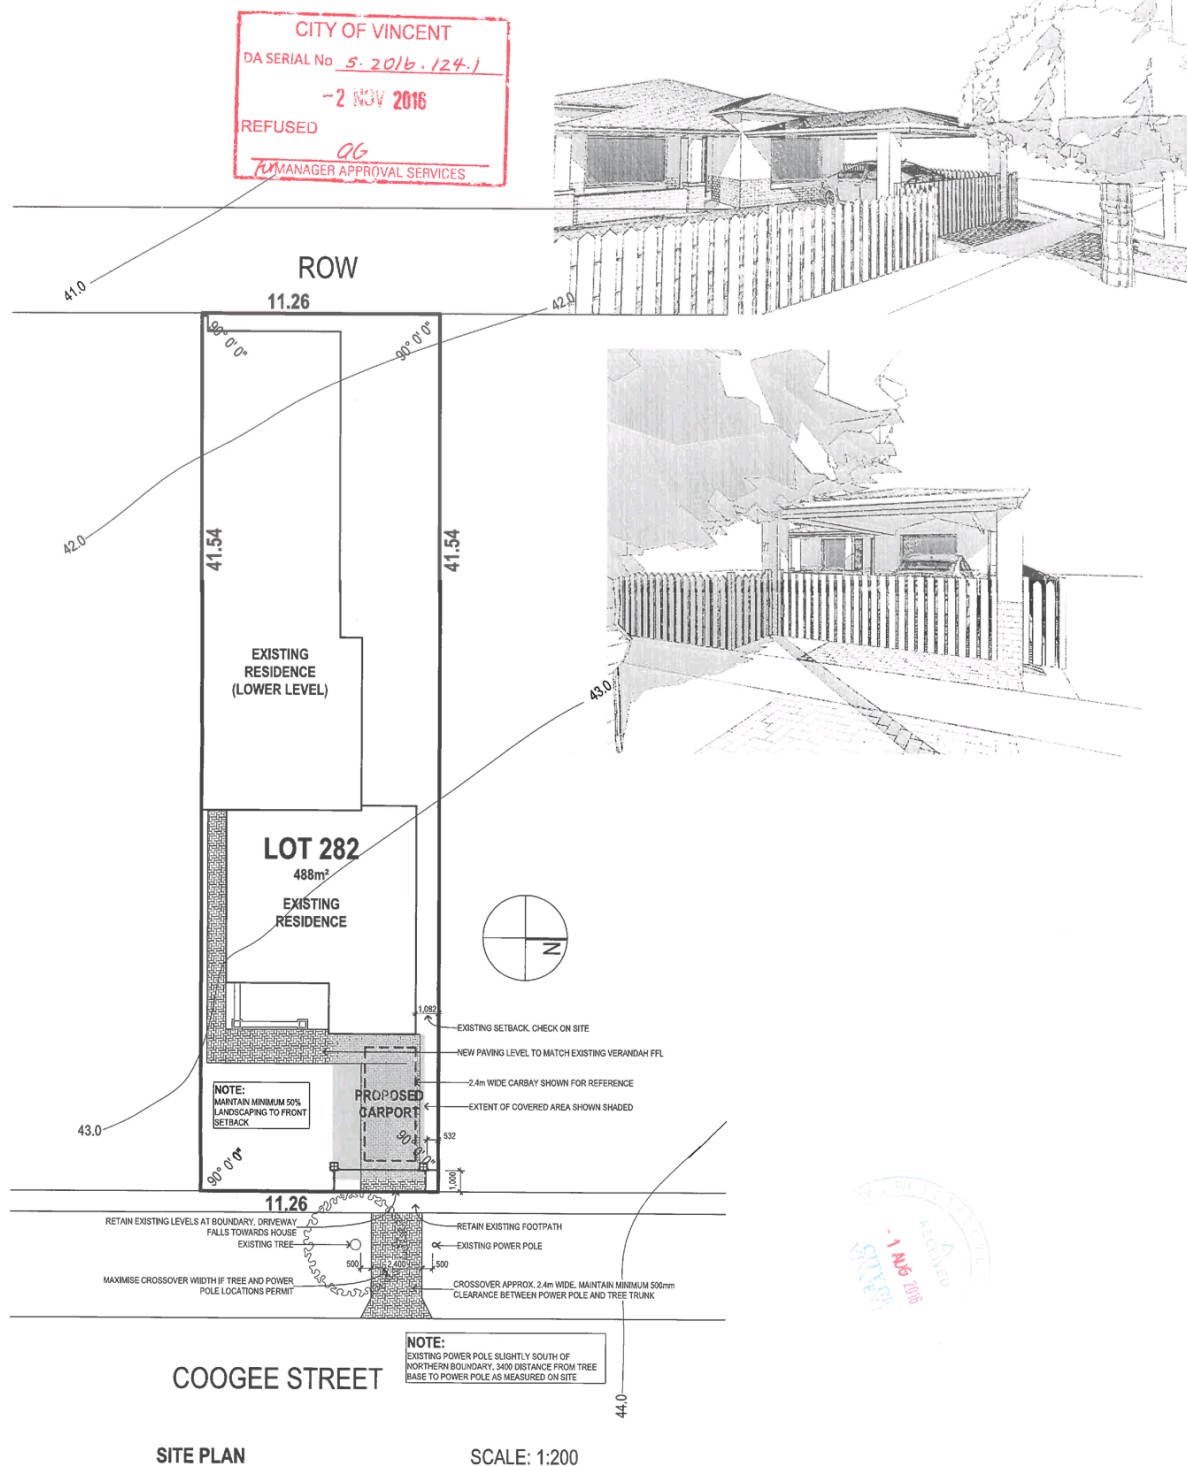 CITY OF VINCENT
DA SERIAL No 5.2016.124.1
-2 NOV 2016
REFUSED
MANAGER APPROVAL SERVICES
ROW
41.0
11.26
42.0
90° 0' 0"
90° 0' 0"
41.54
41.54
42.0
EXISTING
RESIDENCE
(LOWER LEVEL)
43.0
LOT 282
488m²
EXISTING
RESIDENCE
N
1,082
EXISTING SETBACK, CHECK ON SITE
NEW PAVING LEVEL TO MATCH EXISTING VERANDAH FFL
2.4m WIDE CARBAY SHOWN FOR REFERENCE
NOTE:
MAINTAIN MINIMUM 50%
LANDSCAPING TO FRONT
SETBACK
PROPOSED
CARPORT
EXTENT OF COVERED AREA SHOWN SHADED
43.0
532
90° 0' 0"
90° 0' 0"
1,000
11.26
RETAIN EXISTING LEVELS AT BOUNDARY, DRIVEWAY
FALLS TOWARDS HOUSE
RETAIN EXISTING FOOTPATH
EXISTING TREE
EXISTING POWER POLE
500
2,400
500
MAXIMISE CROSSOVER WIDTH IF TREE AND POWER
POLE LOCATIONS PERMIT
CROSSOVER APPROX. 2.4m WIDE. MAINTAIN MINIMUM 500mm
CLEARANCE BETWEEN POWER POLE AND TREE TRUNK
RECEIVED
- 1 AUG 2016
CITY OF
NOTE:
EXISTING POWER POLE SLIGHTLY SOUTH OF
NORTHERN BOUNDARY, 3400 DISTANCE FROM TREE
BASE TO POWER POLE AS MEASURED ON SITE
COOGEE STREET
44.0
SITE PLAN
SCALE: 1:200